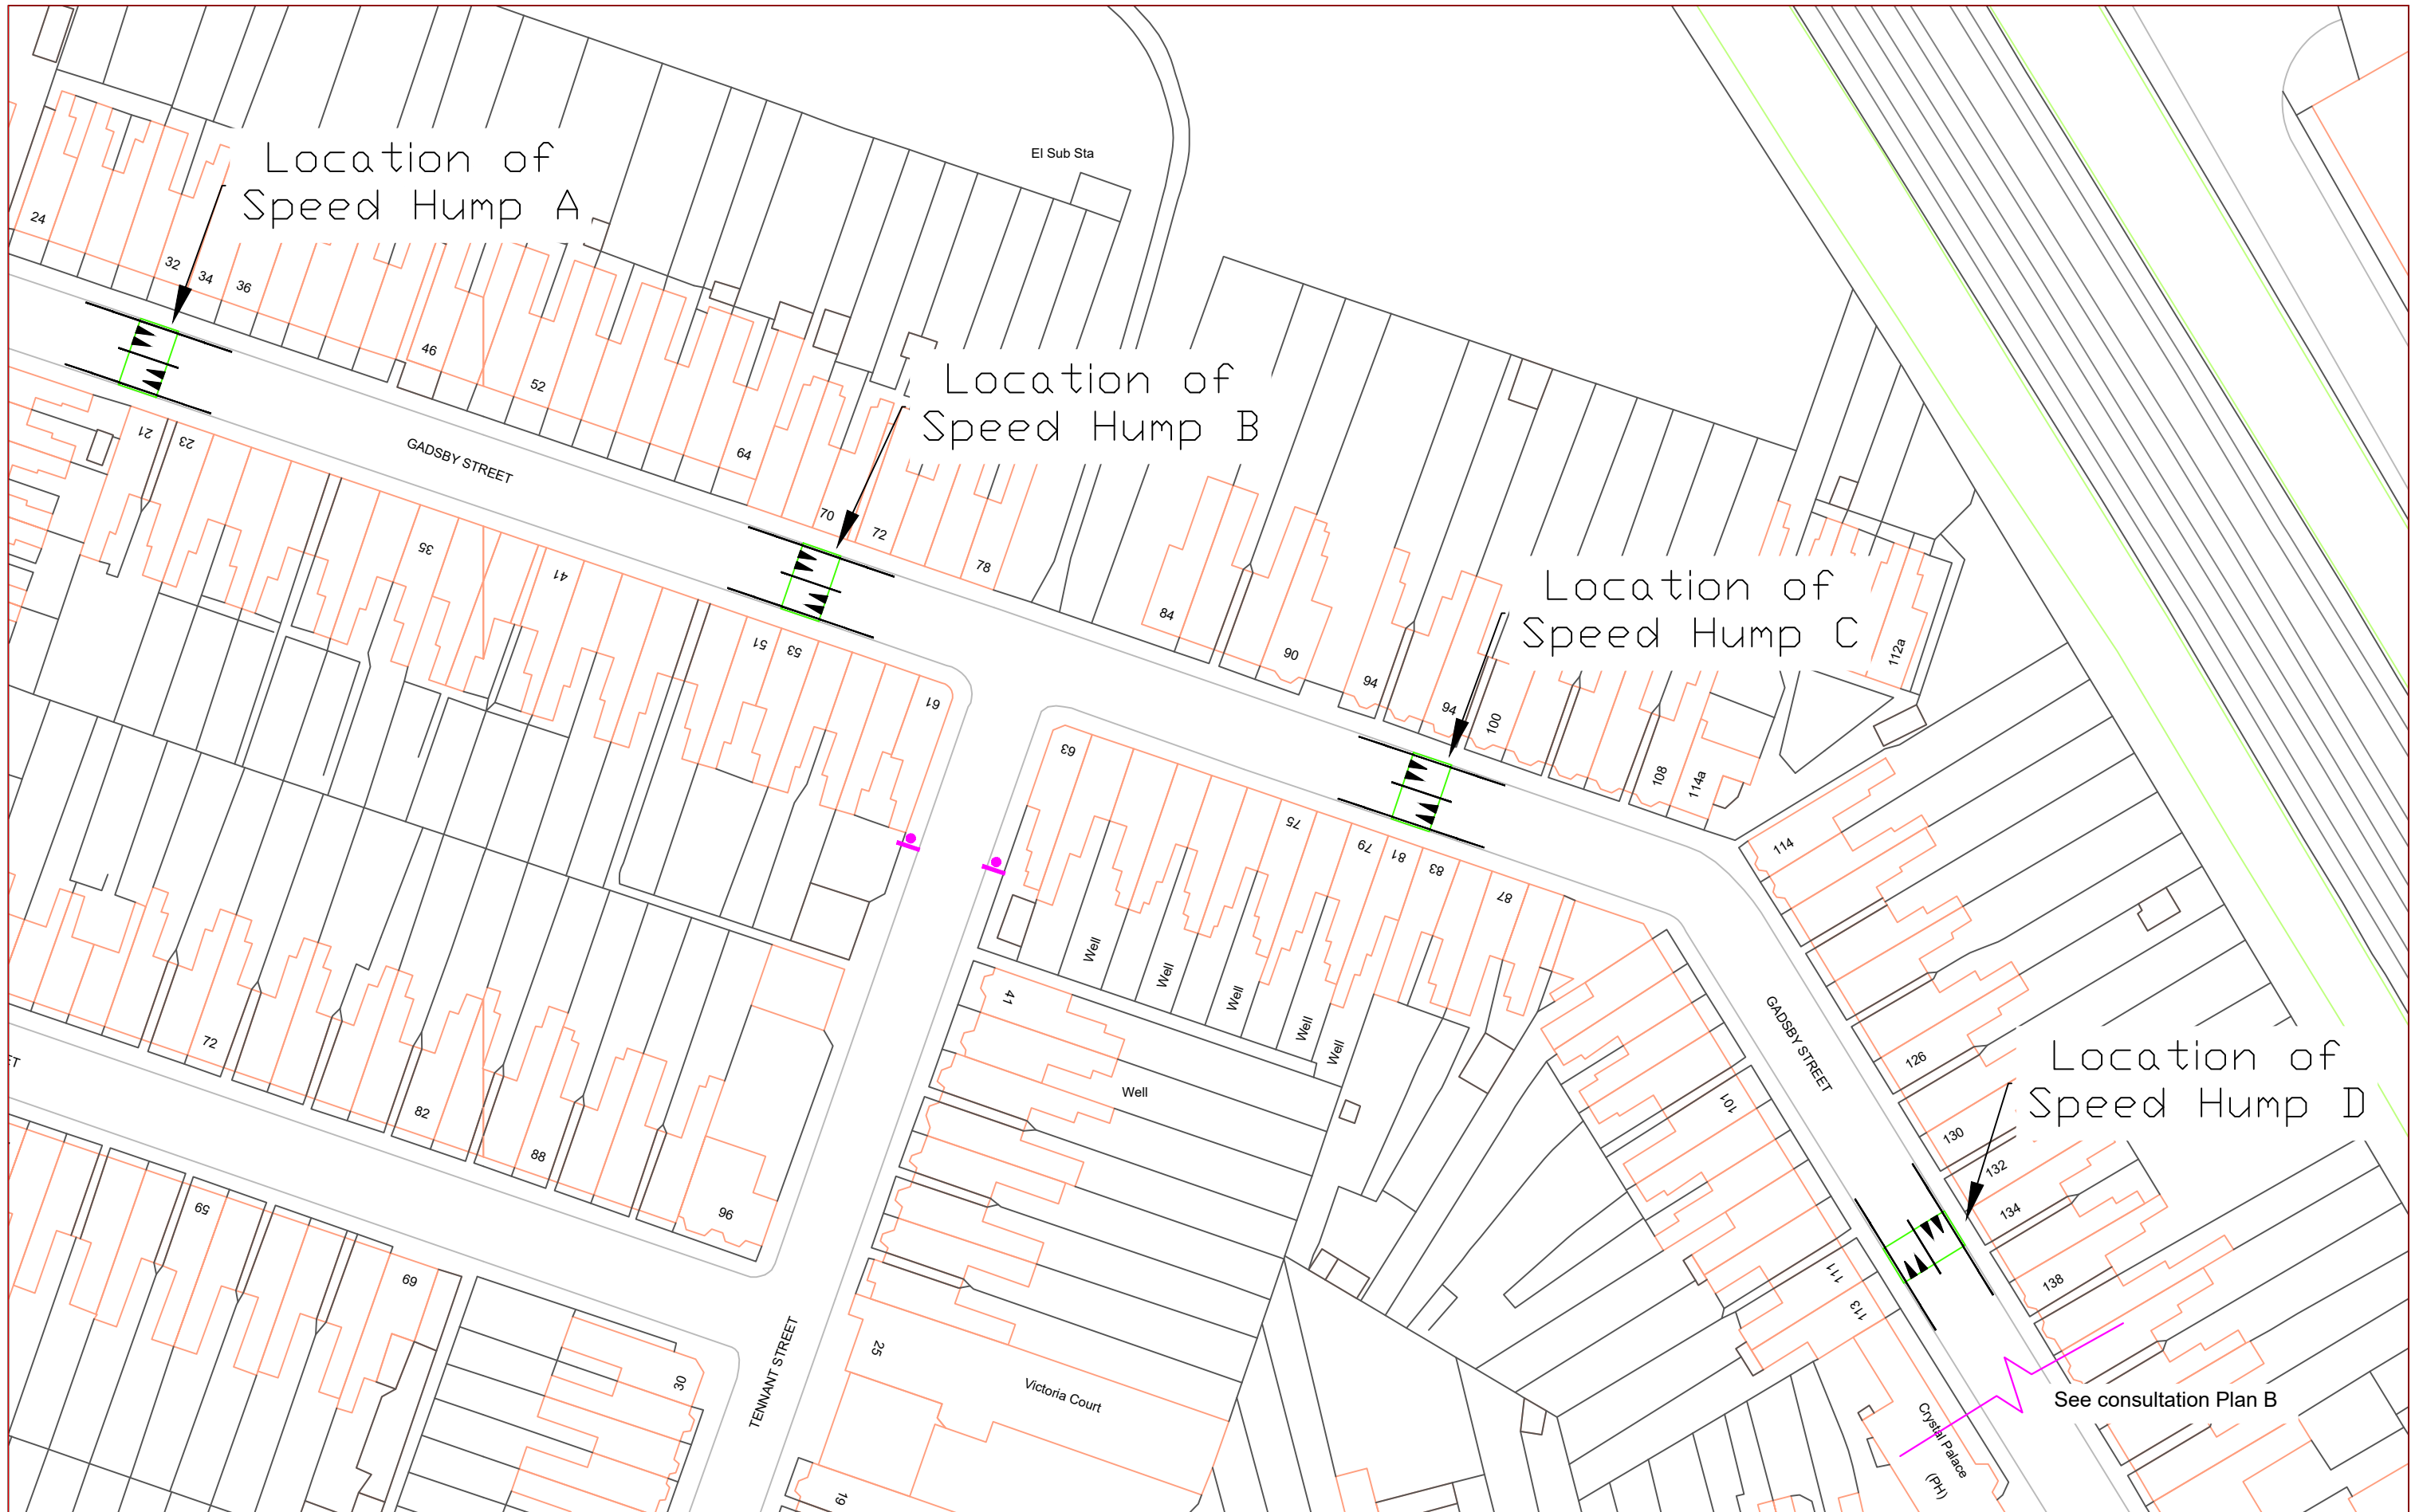 El Sub Sta
Location of
Speed Hump A
24
32
34
36
46
52
64
Location of
Speed Hump B
70
72
78
84
90
94
94
100
Location of
Speed Hump C
108
114a
112a
21
23
GADSBY STREET
35
41
51
53
61
63
75
79
81
83
87
114
Well
Well
Well
Well
Well
41
Well
GADSBY STREET
126
130
132
134
138
Location of
Speed Hump D
101
111
113
72
82
88
96
ET
59
69
30
25
19
TENNANT STREET
Victoria Court
See consultation Plan B
Crystal Palace
(PH)